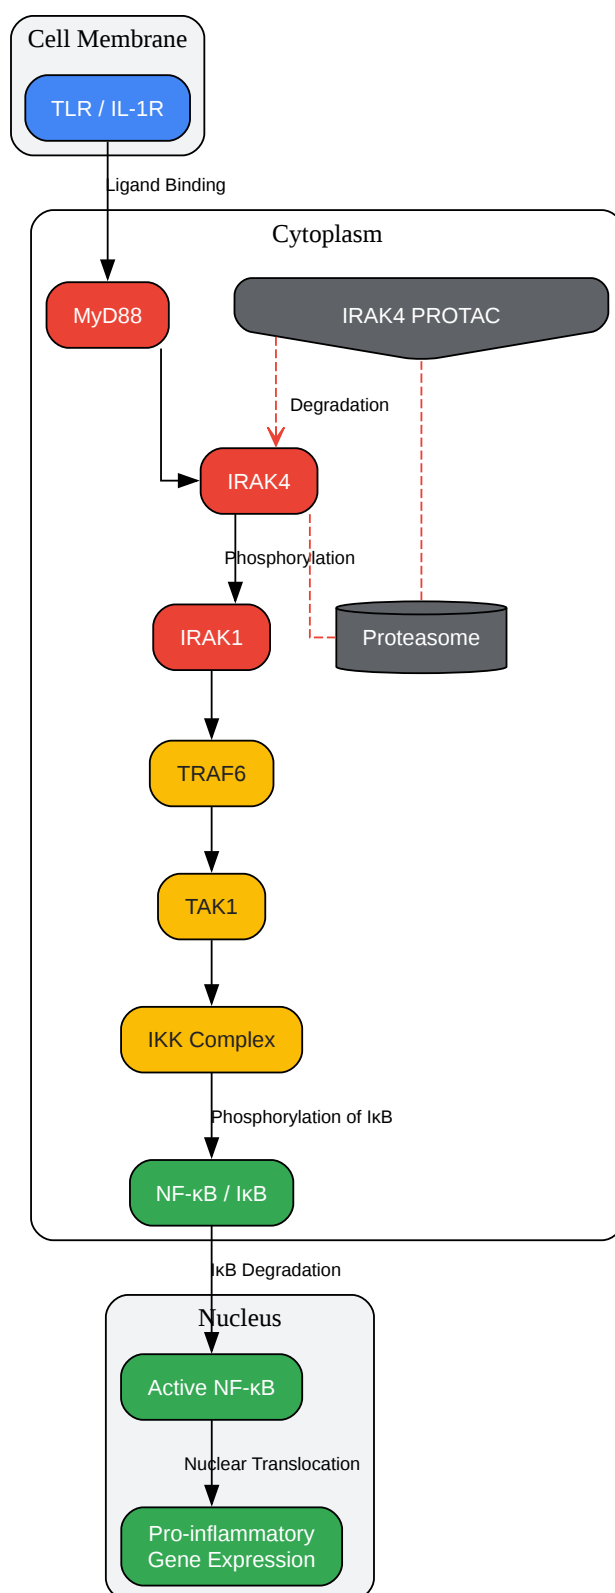 Cell Membrane
TLR / IL-1R
Ligand Binding
Cytoplasm
MyD88
IRAK4 PROTAC
Degradation
IRAK4
Phosphorylation
IRAK1
Proteasome
TRAF6
TAK1
IKK Complex
Phosphorylation of IκB
NF-κB / IκB
IκB Degradation
Nucleus
Active NF-κB
Nuclear Translocation
Pro-inflammatory
Gene Expression